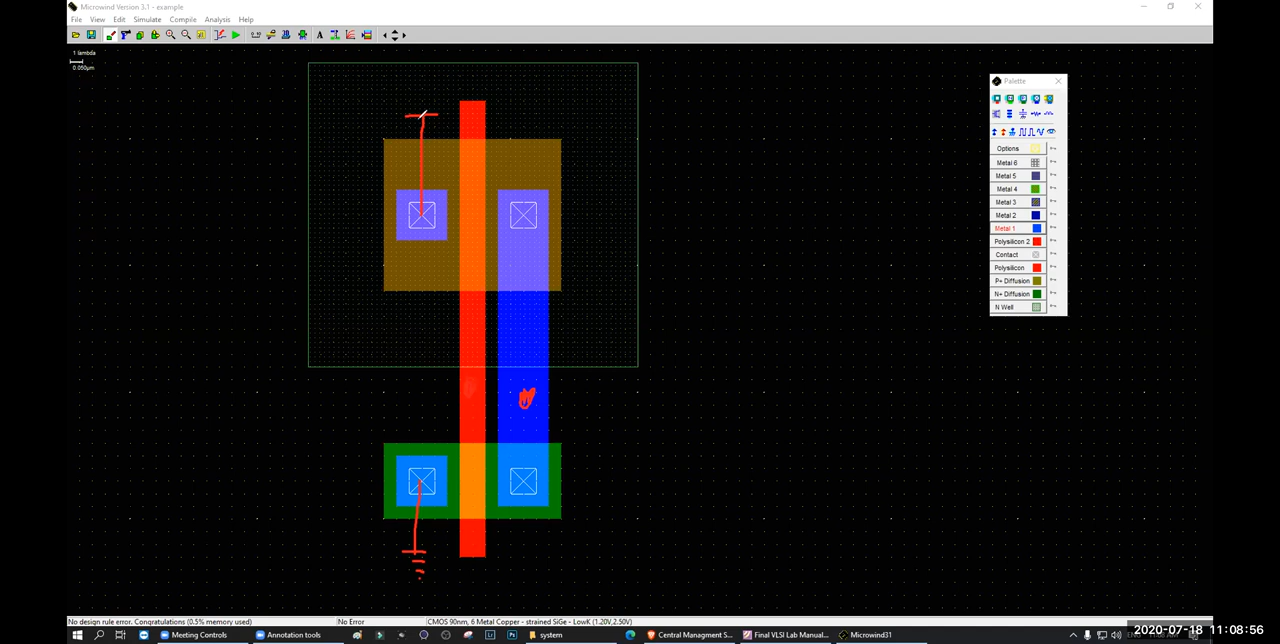 Microwind Version 3.1 - example
File View Edit Simulate Compile Analysis Help
1 lambda
0.050µm
Palette
Options
Metal 6
Metal 5
Metal 4
Metal 3
Metal 2
Metal 1
Polysilicon 2
Contact
Polysilicon
P+ Diffusion
N+ Diffusion
N Well
No design rule error. Congratulations (0.5% memory used) No Error CMOS 90nm, 6 Metal Copper - strained SiGe - LowK (1.20V,2.50V)
2020-07-18 11:08:56
Meeting Controls Annotation tools system Central Managment S... Final VLSI Lab Manual... Microwind31